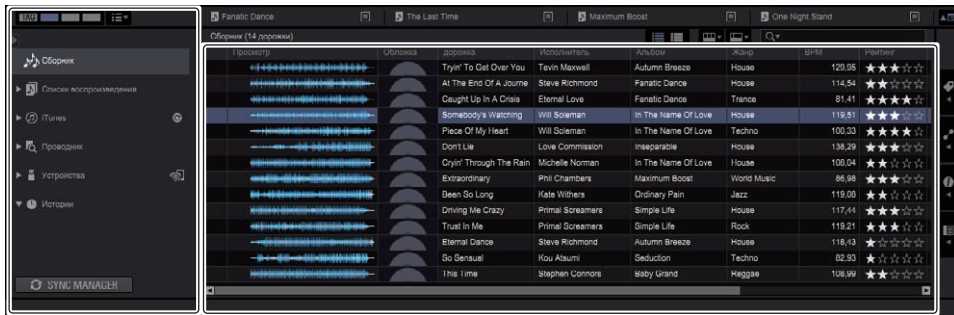 Fanatic Dance The Last Time Maximum Boost One Night Stand
TAG
Сборник (14 дорожки)
Просмотр Обложка дорожка Исполнитель Альбом Жанр BPM Рейтинг
Tryin' To Get Over You Tevin Maxwell Autumn Breeze House 129,95
At The End Of A Journe Steve Richmond Fanatic Dance House 114,54
Caught Up In A Crisis Eternal Love Fanatic Dance Trance 81,41
Somebody's Watching Will Soleman In The Name Of Love House 119,51
Piece Of My Heart Will Soleman In The Name Of Love Techno 100,33
Don't Lie Love Commission Inseparable House 138,29
Cryin' Through The Rain Michelle Norman In The Name Of Love House 108,04
Extraordinary Phil Chambers Maximum Boost World Music 86,98
Been So Long Kate Withers Ordinary Pain Jazz 119,08
Driving Me Crazy Primal Screamers Simple Life House 117,44
Trust In Me Primal Screamers Simple Life Rock 119,21
Eternal Dance Steve Richmond Autumn Breeze House 118,43
So Sensual Kou Atsumi Seduction Techno 82,93
This Time Stephen Connors Baby Grand Reggae 108,99
Сборник
Списки воспроизведения
iTunes
Проводник
Устройства
Истории
SYNC MANAGER